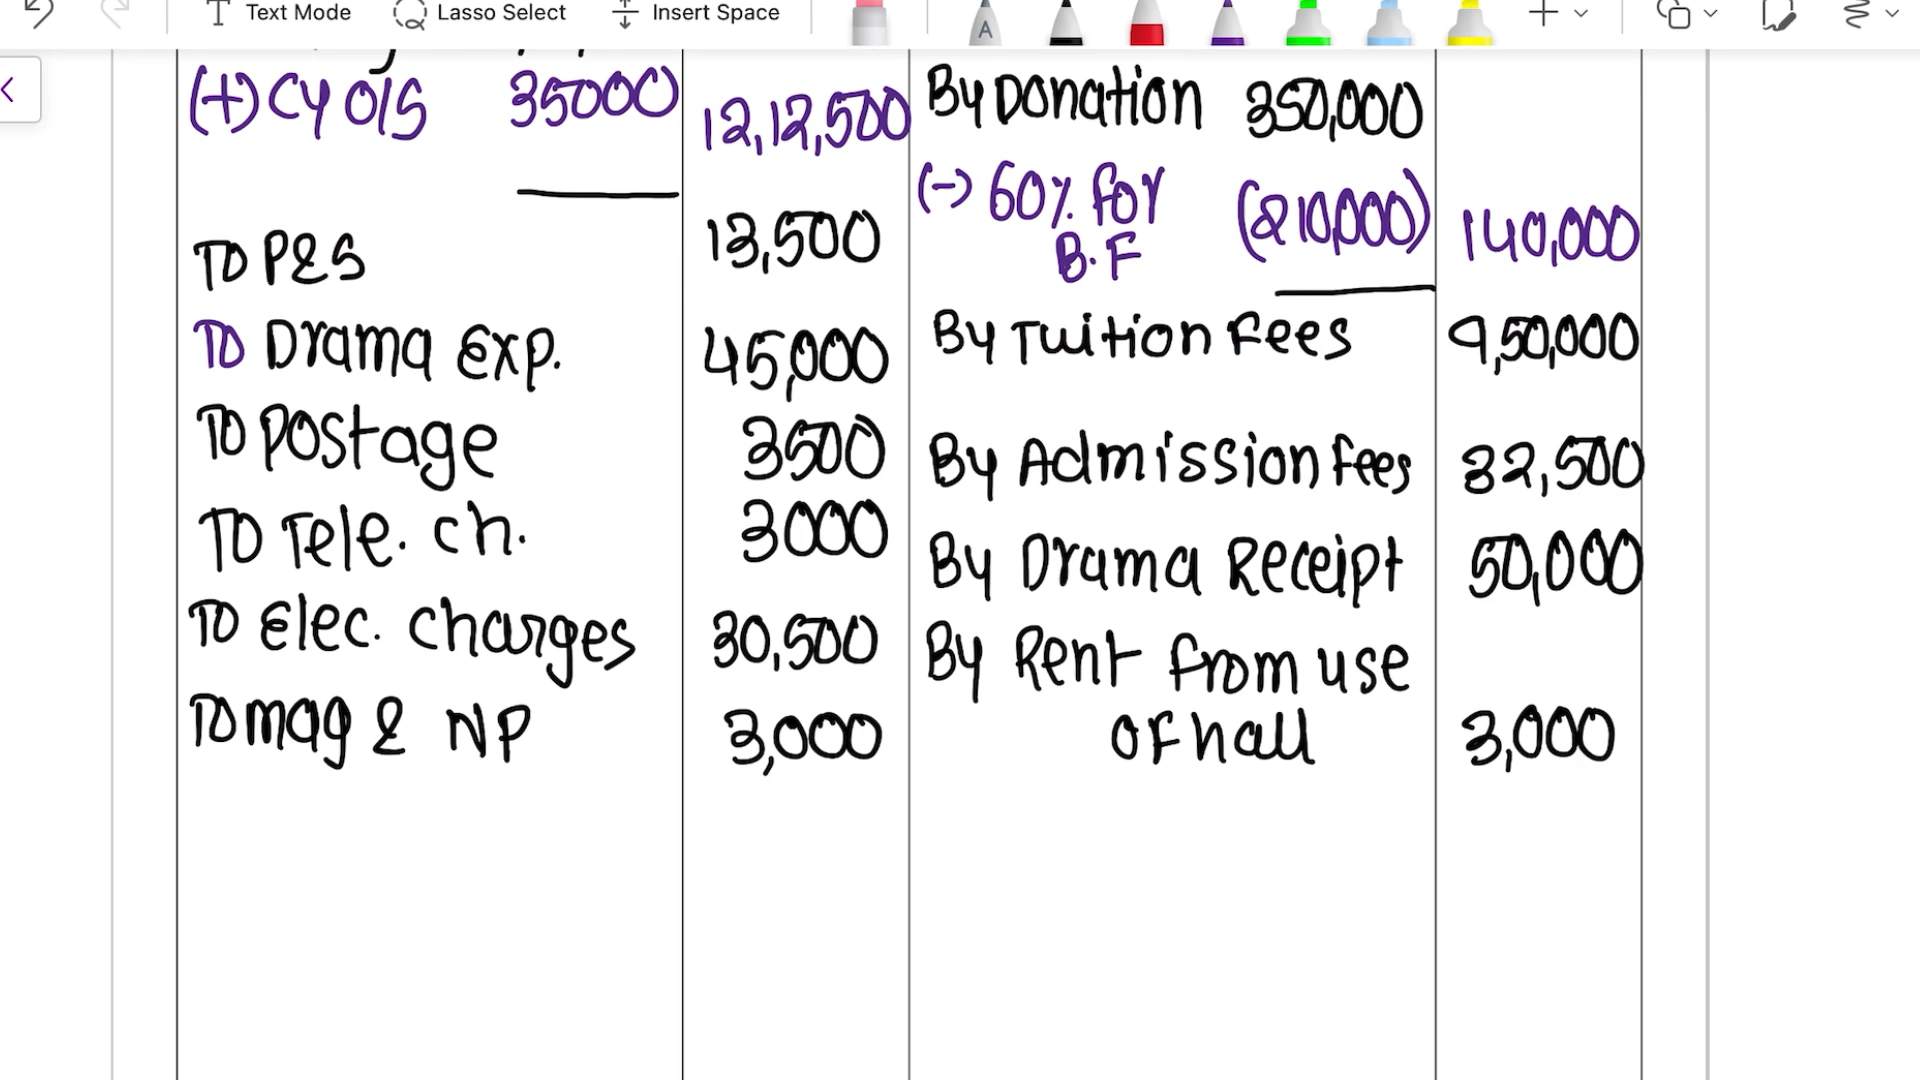 Text Mode Lasso Select Insert Space
(+) CY O/S 35000 12,12,500
To P&S 13,500
To Drama Exp. 45,000
To Postage 3500
To Tele. ch. 3000
To Elec. charges 30,500
To mag & NP 3,000
By Donation 350,000
(-) 60% for (210,000) 140,000
B.F
By Tuition Fees 9,50,000
By Admission fees 32,500
By Drama Receipt 50,000
By Rent from use
of hall 3,000